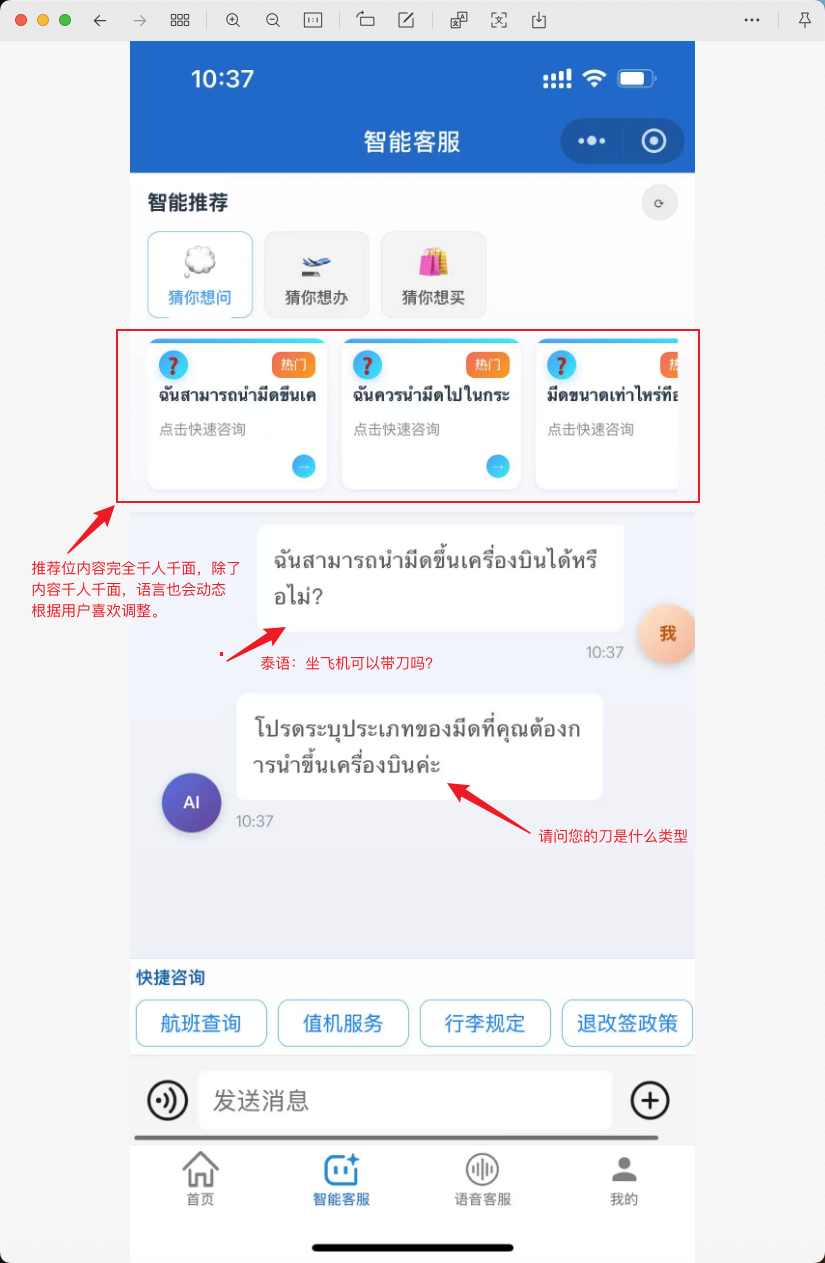 10:37
智能客服
智能推荐
猜你想问
猜你想办
猜你想买
热门
热门
热
ฉันสามารถนำมีดขึ้นเค
ฉันควรนำมีดไปในกระ
มีดขนาดเท่าไหร่ที่อ
点击快速咨询
点击快速咨询
点击快速咨询
推荐位内容完全千人千面，除了
内容千人千面，语言也会动态
根据用户喜欢调整。
ฉันสามารถนำมีดขึ้นเครื่องบินได้หรื
อไม่?
我
10:37
泰语：坐飞机可以带刀吗?
โปรดระบุประเภทของมีดที่คุณต้องก
ารนำขึ้นเครื่องบินค่ะ
AI
10:37
请问您的刀是什么类型
快捷咨询
航班查询
值机服务
行李规定
退改签政策
发送消息
首页
智能客服
语音客服
我的